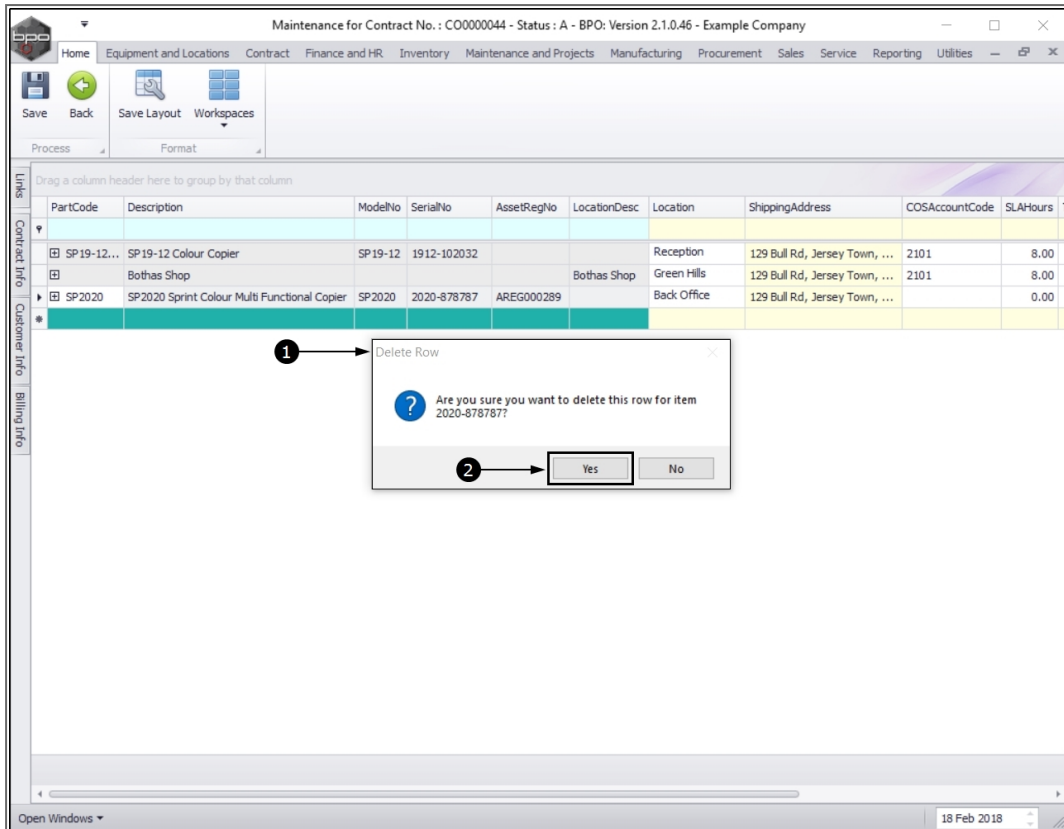 Maintenance for Contract No. : CO0000044 - Status : A - BPO: Version 2.1.0.46 - Example Company
bpo
Home Equipment and Locations Contract Finance and HR Inventory Maintenance and Projects Manufacturing Procurement Sales Service Reporting Utilities
Save Back Save Layout Workspaces
Process Format
Links
Contract Info
Customer Info
Billing Info
Drag a column header here to group by that column
PartCode Description ModelNo SerialNo AssetRegNo LocationDesc Location ShippingAddress COSAccountCode SLAHours
SP19-12... SP19-12 Colour Copier SP19-12 1912-102032 Reception 129 Bull Rd, Jersey Town, ... 2101 8.00
Bothas Shop Bothas Shop Green Hills 129 Bull Rd, Jersey Town, ... 2101 8.00
SP2020 SP2020 Sprint Colour Multi Functional Copier SP2020 2020-878787 AREG000289 Back Office 129 Bull Rd, Jersey Town, ... 0.00
1 Delete Row
Are you sure you want to delete this row for item
2020-878787?
2 Yes No
Open Windows 18 Feb 2018